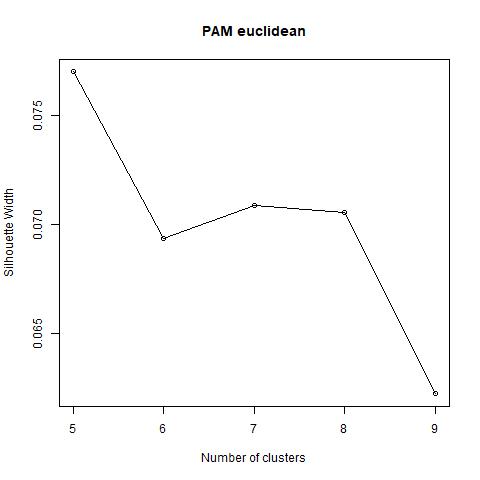 PAM euclidean
Silhouette Width
0.075
0.070
0.065
5 6 7 8 9
Number of clusters